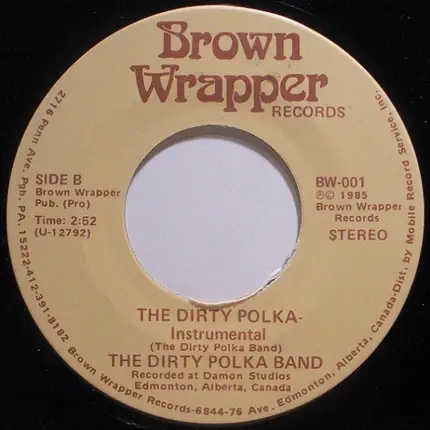 Brown
Wrapper
RECORDS
SIDE B
Brown Wrapper
Pub. (Pro)
Time: 2:52
(U-12792)
BW-001
℗© 1985
Brown Wrapper
Records
STEREO
THE DIRTY POLKA-
Instrumental
(The Dirty Polka Band)
THE DIRTY POLKA BAND
Recorded at Damon Studios
Edmonton, Alberta, Canada
Brown Wrapper Records-6844-76 Ave. Edmonton, Alberta, Canada-Dist. by Mobile Record Service, Inc.
2716 Penn Ave. Pgh. PA. 15222-412-391-8182